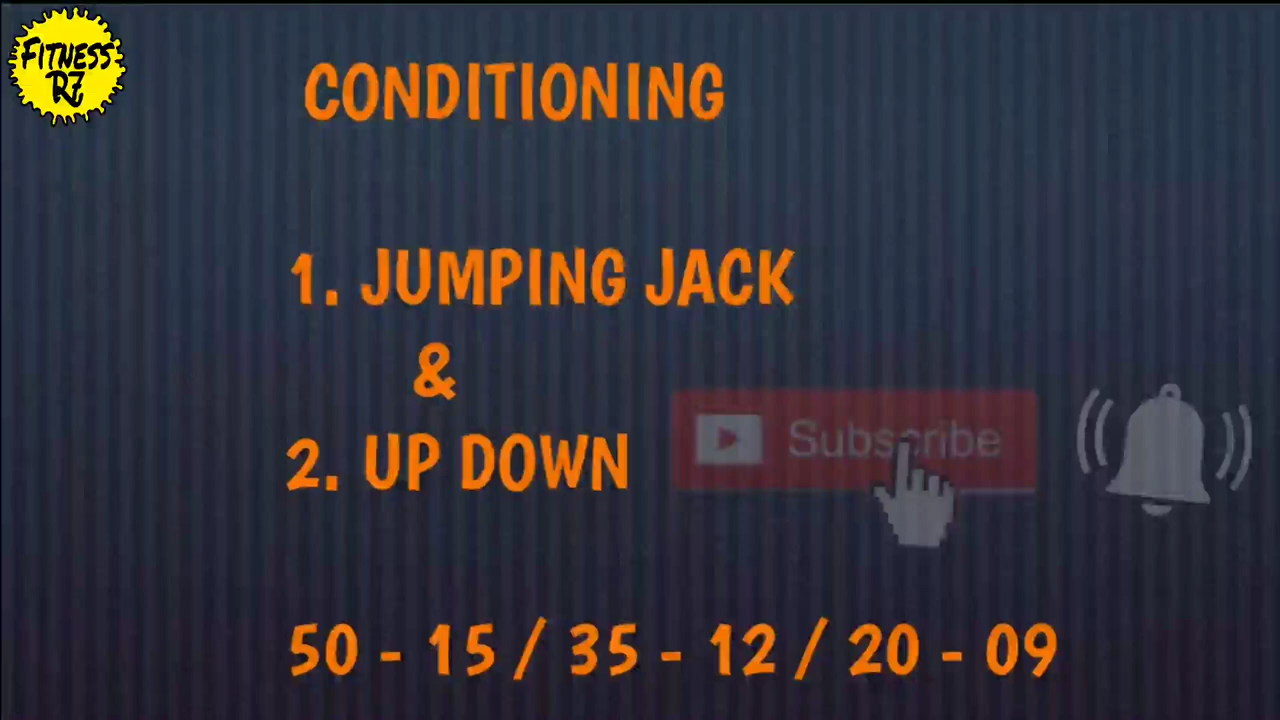 FITNESS
RZ
CONDITIONING
1. JUMPING JACK
&
2. UP DOWN
Subscribe
50 - 15 / 35 - 12 / 20 - 09